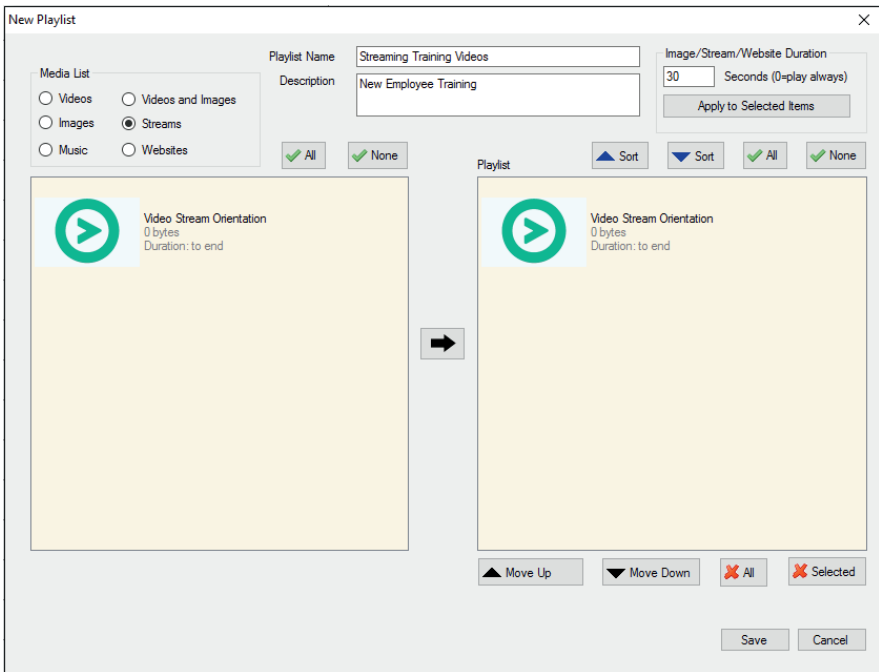 New Playlist
Playlist Name
Streaming Training Videos
Description
New Employee Training
Image/Stream/Website Duration
30 Seconds (0=play always)
Apply to Selected Items
Media List
Videos
Videos and Images
Images
Streams
Music
Websites
All
None
Playlist
Sort
Sort
All
None
Video Stream Orientation
0 bytes
Duration: to end
Video Stream Orientation
0 bytes
Duration: to end
Move Up
Move Down
All
Selected
Save
Cancel